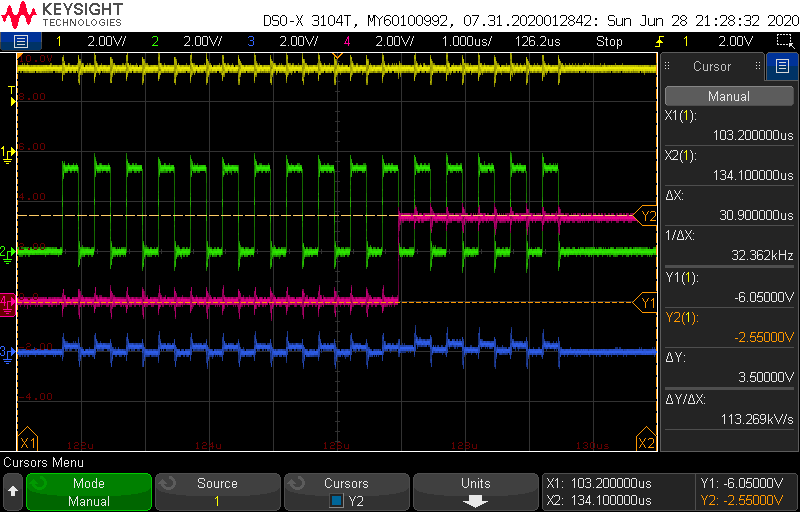 KEYSIGHT
TECHNOLOGIES
DSO-X 3104T, MY60100992, 07.31.2020012842: Sun Jun 28 21:28:32 2020
1 2.00V/ 2 2.00V/ 3 2.00V/ 4 2.00V/ 1.000us/ 126.2us Stop 1 2.00V
Cursor
Manual
X1(1):
103.200000us
X2(1):
134.100000us
ΔX:
30.900000us
1/ΔX:
32.362kHz
Y1(1):
-6.05000V
Y2(1):
-2.55000V
ΔY:
3.50000V
ΔY/ΔX:
113.269kV/s
T
1
2
4
3
Y2
Y1
X1
X2
Cursors Menu
Mode
Manual
Source
1
Cursors
Y2
Units
X1: 103.200000us
X2: 134.100000us
Y1: -6.05000V
Y2: -2.55000V